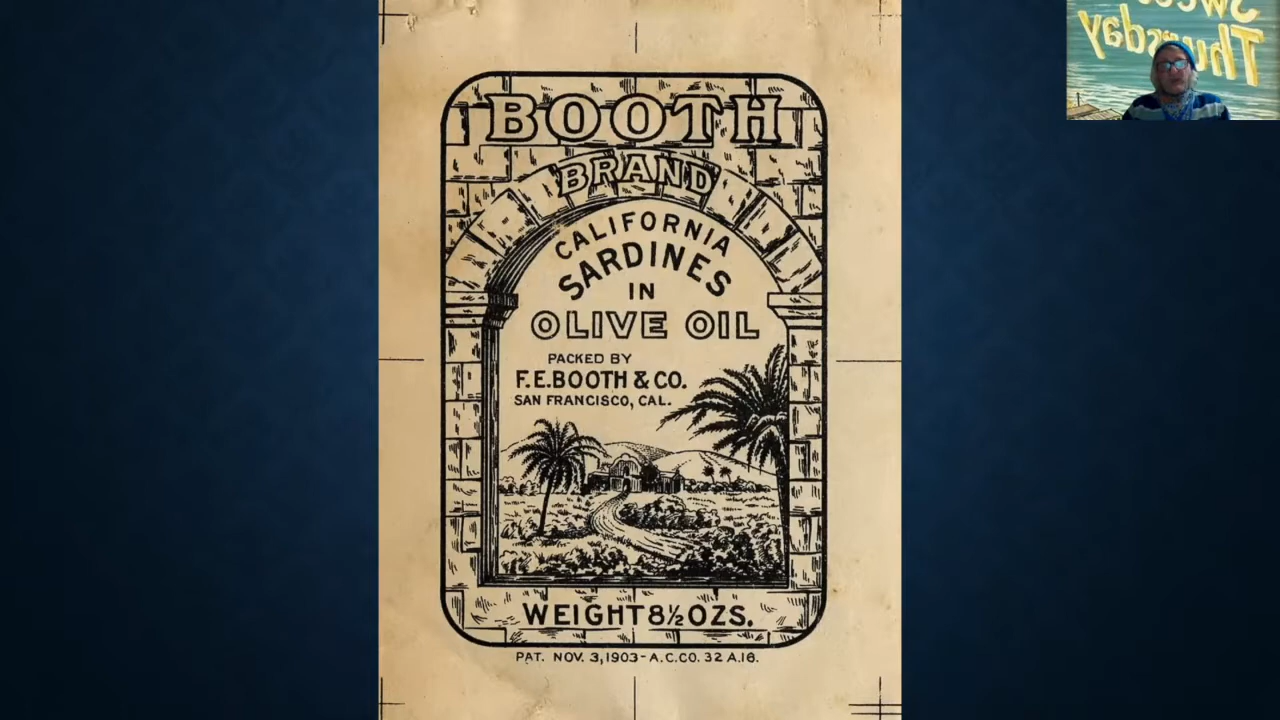 BOOTH
BRAND
CALIFORNIA
SARDINES
IN
OLIVE OIL
PACKED BY
F.E.BOOTH & CO.
SAN FRANCISCO, CAL.
WEIGHT 8½ OZS.
PAT. NOV. 3, 1903 - A.C.CO. 32 A.16.
Sweet
Thursday